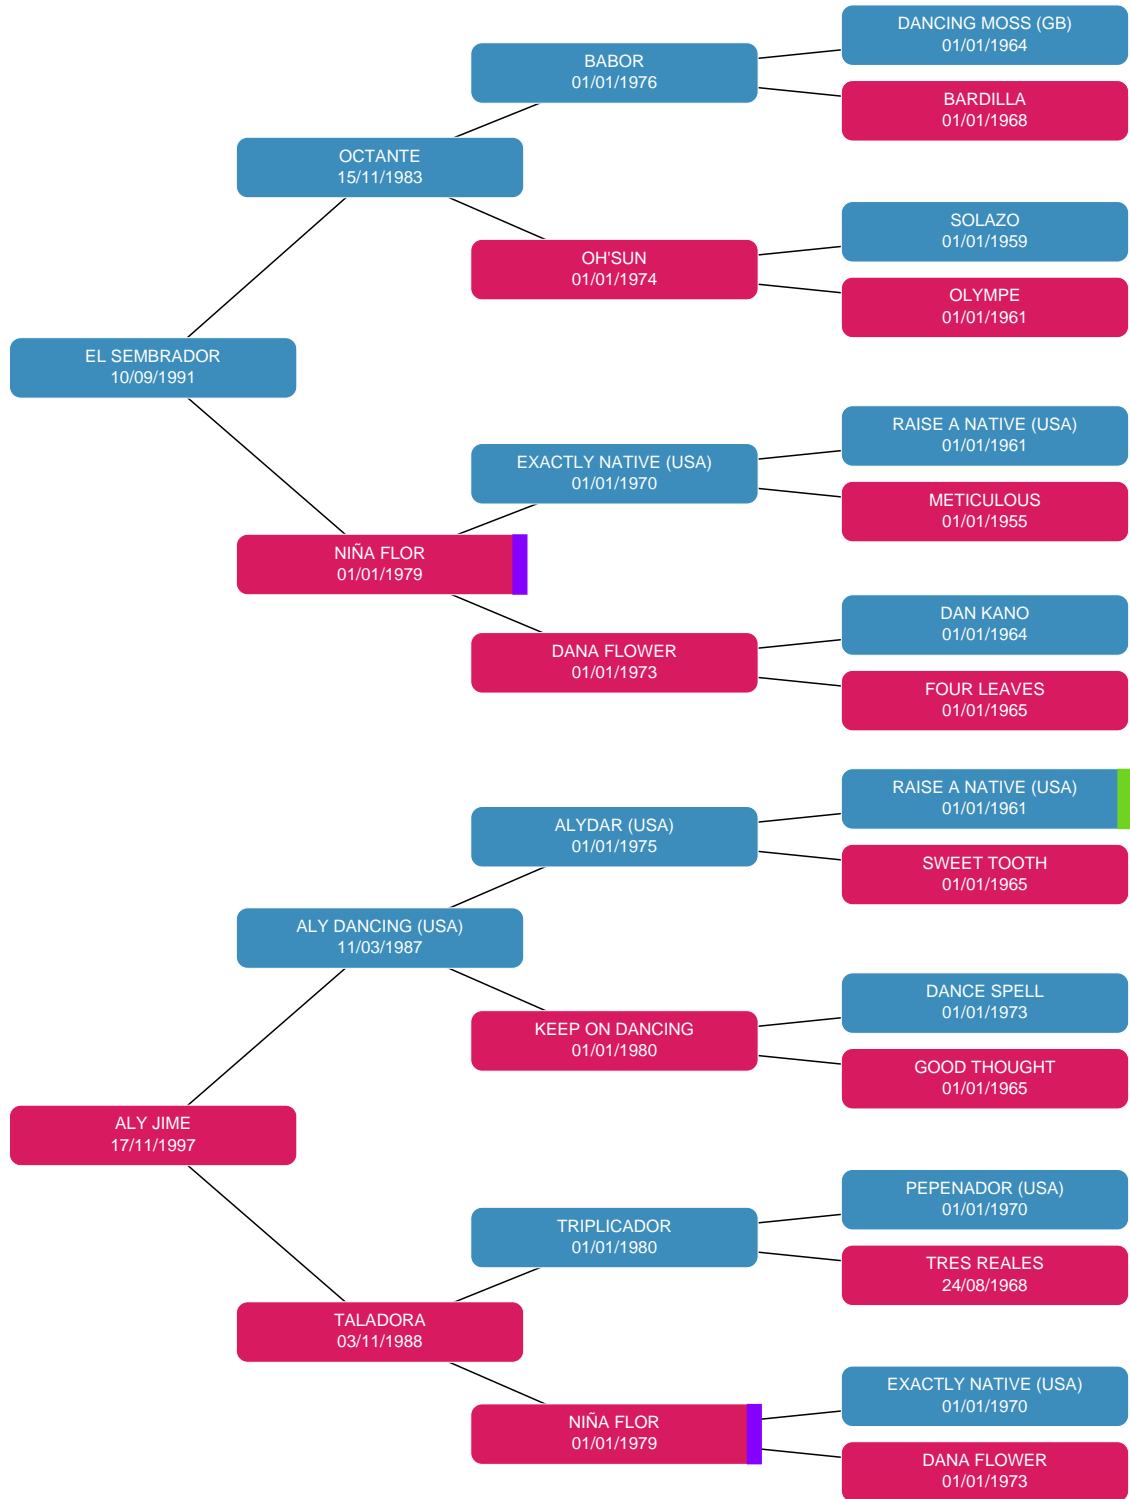 DANCING MOSS (GB)
01/01/1964
BABOR
01/01/1976
BARDILLA
01/01/1968
OCTANTE
15/11/1983
SOLAZO
01/01/1959
OH'SUN
01/01/1974
OLYMPE
01/01/1961
EL SEMBRADOR
10/09/1991
RAISE A NATIVE (USA)
01/01/1961
EXACTLY NATIVE (USA)
01/01/1970
METICULOUS
01/01/1955
NIÑA FLOR
01/01/1979
DAN KANO
01/01/1964
DANA FLOWER
01/01/1973
FOUR LEAVES
01/01/1965
RAISE A NATIVE (USA)
01/01/1961
ALYDAR (USA)
01/01/1975
SWEET TOOTH
01/01/1965
ALY DANCING (USA)
11/03/1987
DANCE SPELL
01/01/1973
KEEP ON DANCING
01/01/1980
GOOD THOUGHT
01/01/1965
ALY JIME
17/11/1997
PEPENADOR (USA)
01/01/1970
TRIPLICADOR
01/01/1980
TRES REALES
24/08/1968
TALADORA
03/11/1988
EXACTLY NATIVE (USA)
01/01/1970
NIÑA FLOR
01/01/1979
DANA FLOWER
01/01/1973